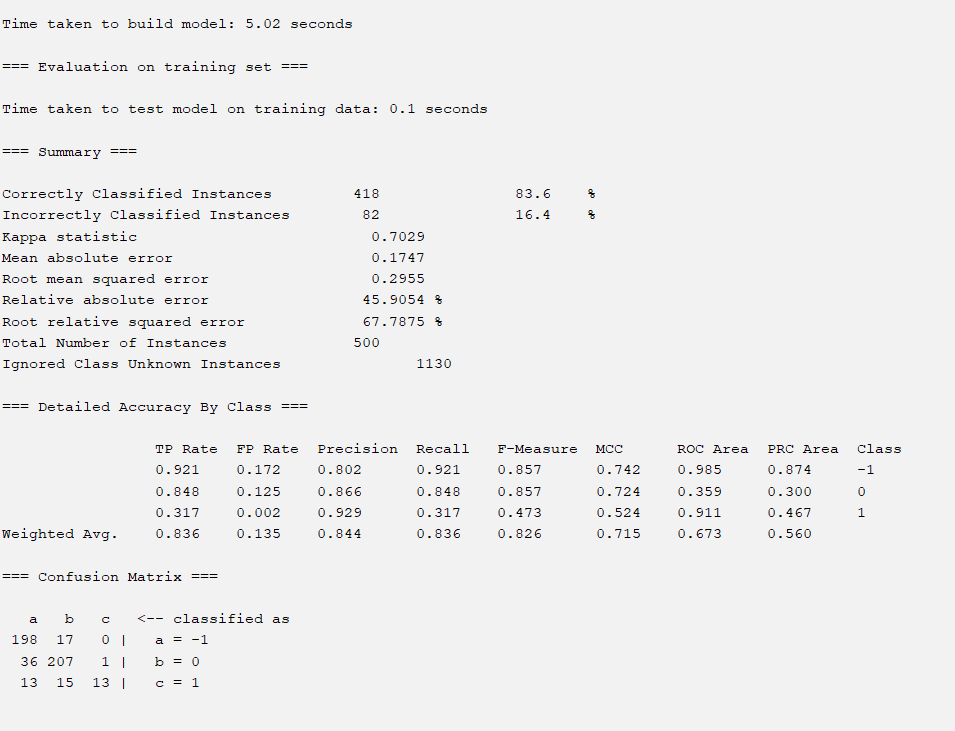 Time taken to build model: 5.02 seconds
=== Evaluation on training set ===
Time taken to test model on training data: 0.1 seconds
=== Summary ===
Correctly Classified Instances         418               83.6    %
Incorrectly Classified Instances        82               16.4    %
Kappa statistic                          0.7029
Mean absolute error                      0.1747
Root mean squared error                  0.2955
Relative absolute error                 45.9054 %
Root relative squared error             67.7875 %
Total Number of Instances              500
Ignored Class Unknown Instances               1130
=== Detailed Accuracy By Class ===
                 TP Rate  FP Rate  Precision  Recall   F-Measure  MCC      ROC Area  PRC Area  Class
                 0.921    0.172    0.802      0.921    0.857      0.742    0.985     0.874     -1
                 0.848    0.125    0.866      0.848    0.857      0.724    0.359     0.300     0
                 0.317    0.002    0.929      0.317    0.473      0.524    0.911     0.467     1
Weighted Avg.    0.836    0.135    0.844      0.836    0.826      0.715    0.673     0.560
=== Confusion Matrix ===
   a   b   c   <-- classified as
 198  17   0 |   a = -1
  36 207   1 |   b = 0
  13  15  13 |   c = 1